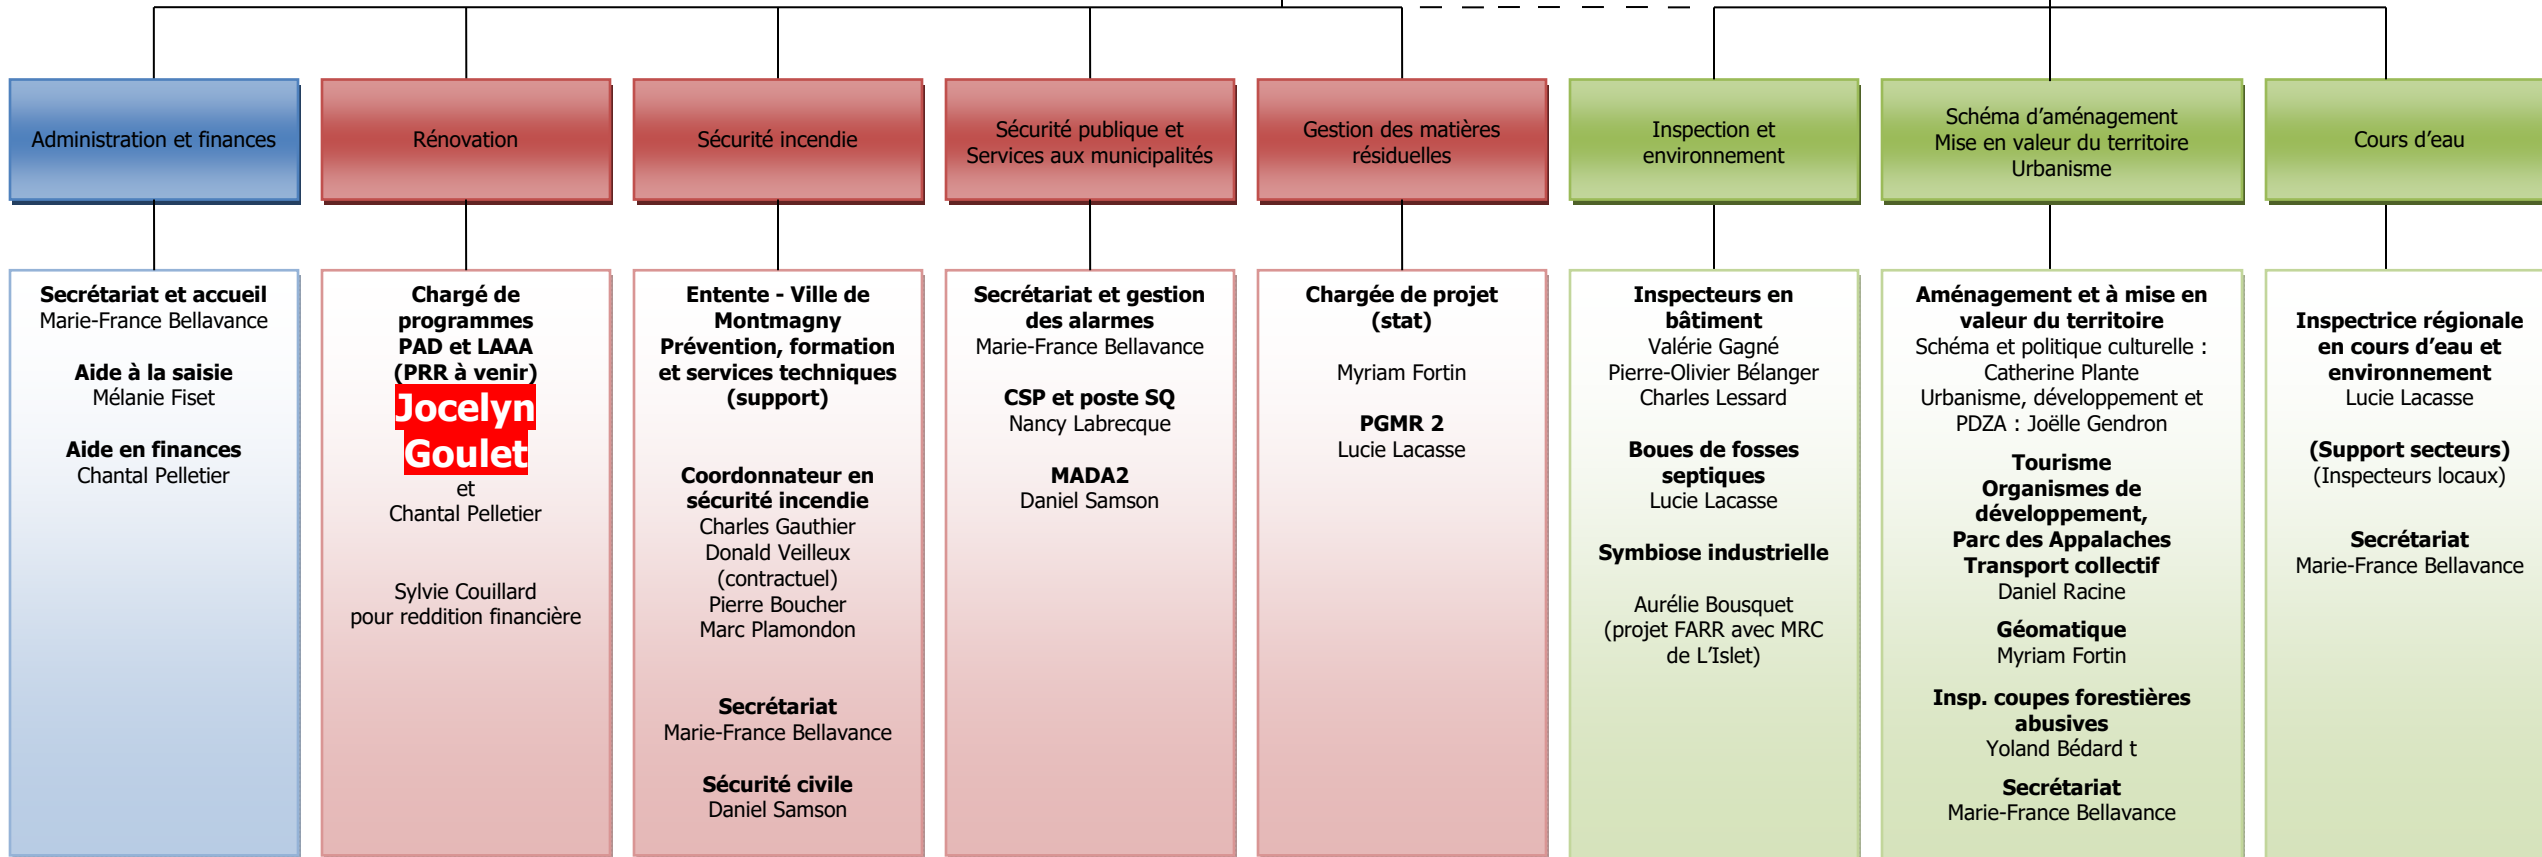 Administration et finances
Rénovation
Sécurité incendie
Sécurité publique et
Services aux municipalités
Gestion des matières
résiduelles
Inspection et
environnement
Schéma d’aménagement
Mise en valeur du territoire
Urbanisme
Cours d’eau
Secrétariat et accueil
Marie-France Bellavance
Aide à la saisie
Mélanie Fiset
Aide en finances
Chantal Pelletier
Chargé de
programmes
PAD et LAAA
(PRR à venir)
Jocelyn
Goulet
et
Chantal Pelletier
Sylvie Couillard
pour reddition financière
Entente - Ville de
Montmagny
Prévention, formation
et services techniques
(support)
Coordonnateur en
sécurité incendie
Charles Gauthier
Donald Veilleux
(contractuel)
Pierre Boucher
Marc Plamondon
Secrétariat
Marie-France Bellavance
Sécurité civile
Daniel Samson
Secrétariat et gestion
des alarmes
Marie-France Bellavance
CSP et poste SQ
Nancy Labrecque
MADA2
Daniel Samson
Chargée de projet
(stat)
Myriam Fortin
PGMR 2
Lucie Lacasse
Inspecteurs en
bâtiment
Valérie Gagné
Pierre-Olivier Bélanger
Charles Lessard
Boues de fosses
septiques
Lucie Lacasse
Symbiose industrielle
Aurélie Bousquet
(projet FARR avec MRC
de L’Islet)
Aménagement et à mise en
valeur du territoire
Schéma et politique culturelle :
Catherine Plante
Urbanisme, développement et
PDZA : Joëlle Gendron
Tourisme
Organismes de
développement,
Parc des Appalaches
Transport collectif
Daniel Racine
Géomatique
Myriam Fortin
Insp. coupes forestières
abusives
Yoland Bédard t
Secrétariat
Marie-France Bellavance
Inspectrice régionale
en cours d’eau et
environnement
Lucie Lacasse
(Support secteurs)
(Inspecteurs locaux)
Secrétariat
Marie-France Bellavance